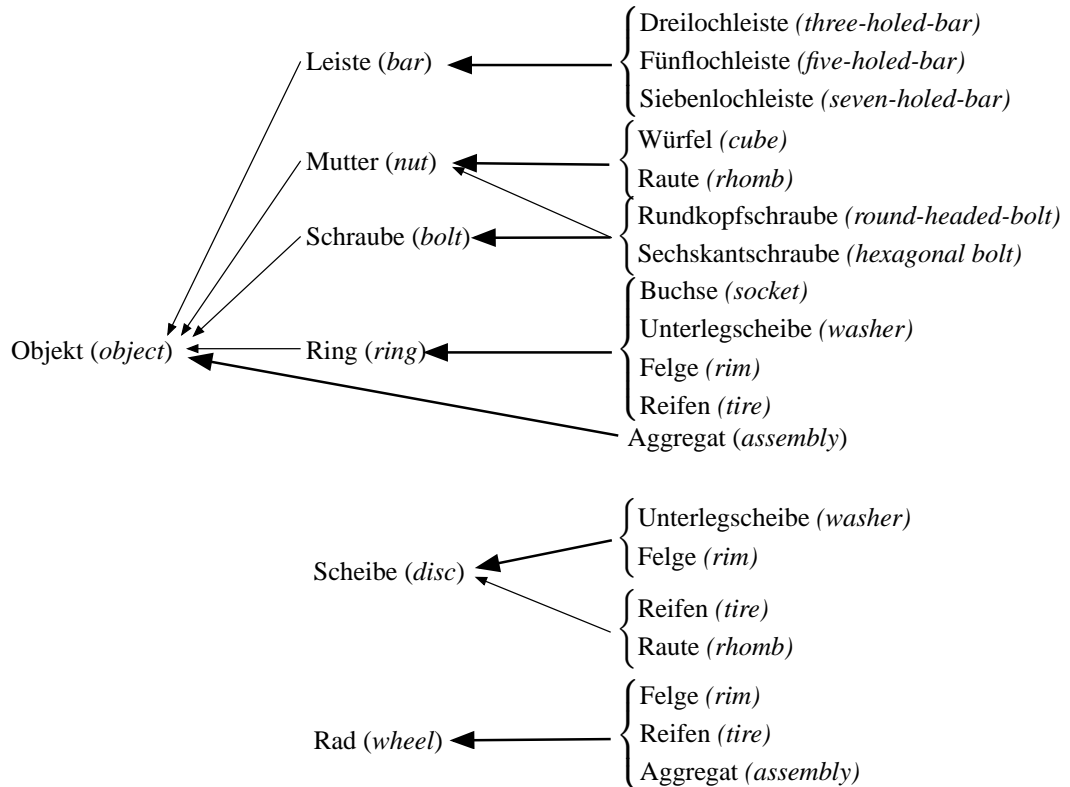 Dreilochleiste (three-holed-bar)
Leiste (bar)
Fünflochleiste (five-holed-bar)
Siebenlochleiste (seven-holed-bar)
Würfel (cube)
Mutter (nut)
Raute (rhomb)
Rundkopfschraube (round-headed-bolt)
Schraube (bolt)
Sechskantschraube (hexagonal bolt)
Buchse (socket)
Unterlegscheibe (washer)
Objekt (object)
Ring (ring)
Felge (rim)
Reifen (tire)
Aggregat (assembly)
Unterlegscheibe (washer)
Felge (rim)
Scheibe (disc)
Reifen (tire)
Raute (rhomb)
Felge (rim)
Rad (wheel)
Reifen (tire)
Aggregat (assembly)